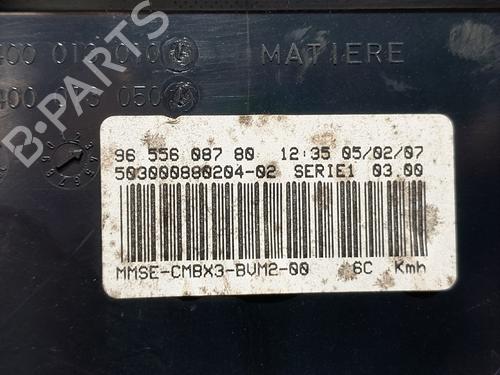 MATIERE
B-PARTS
96 556 087 80 12:35 05/02/07
503000880204-02 SERIE1 03.00
MMSE-CMBX3-BVM2-00 6C Kmh